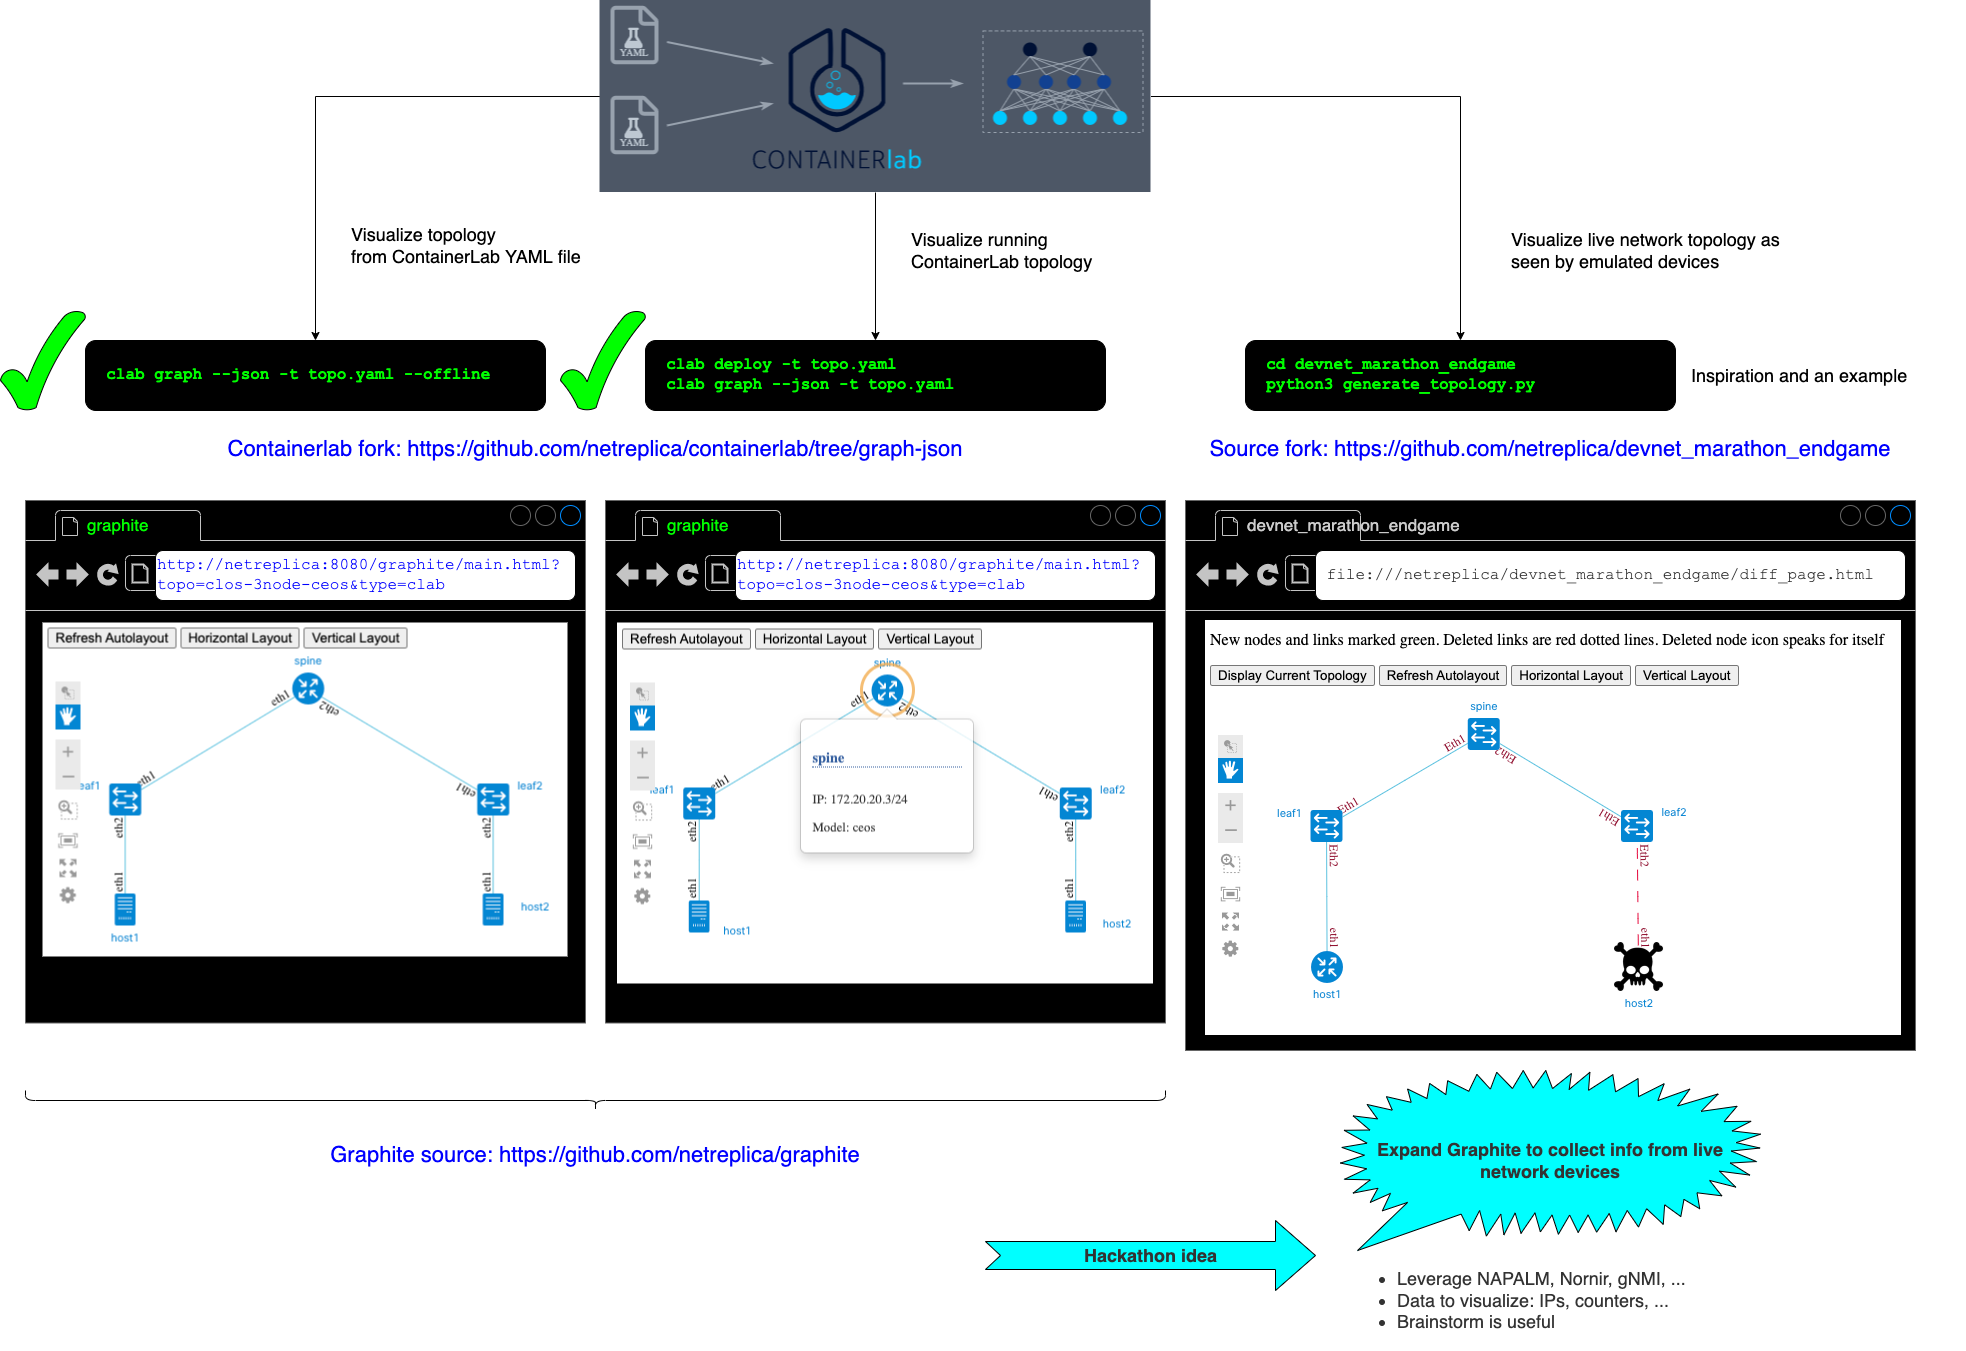 YAML
YAML
CONTAINERlab
Visualize topology
from ContainerLab YAML file
Visualize running
ContainerLab topology
Visualize live network topology as
seen by emulated devices
clab graph --json -t topo.yaml --offline
clab deploy -t topo.yaml
clab graph --json -t topo.yaml
cd devnet_marathon_endgame
python3 generate_topology.py
Inspiration and an example
Containerlab fork: https://github.com/netreplica/containerlab/tree/graph-json
Source fork: https://github.com/netreplica/devnet_marathon_endgame
graphite
http://netreplica:8080/graphite/main.html?
topo=clos-3node-ceos&type=clab
Refresh Autolayout
Horizontal Layout
Vertical Layout
spine
eth1
eth2
eth1
eaf1
eth1
leaf2
eth2
eth2
eth1
eth1
host1
host2
graphite
http://netreplica:8080/graphite/main.html?
topo=clos-3node-ceos&type=clab
Refresh Autolayout
Horizontal Layout
Vertical Layout
spine
eth1
eth2
spine
IP: 172.20.20.3/24
Model: ceos
eth1
eaf1
eth1
leaf2
eth2
eth2
eth1
eth1
host1
host2
devnet_marathon_endgame
file:///netreplica/devnet_marathon_endgame/diff_page.html
New nodes and links marked green. Deleted links are red dotted lines. Deleted node icon speaks for itself
Display Current Topology
Refresh Autolayout
Horizontal Layout
Vertical Layout
spine
Eth1
Eth2
leaf1
Eth1
Eth1
leaf2
Eth2
Eth2
eth1
eth1
host1
host2
Graphite source: https://github.com/netreplica/graphite
Expand Graphite to collect info from live
network devices
Hackathon idea
• Leverage NAPALM, Nornir, gNMI, ...
• Data to visualize: IPs, counters, ...
• Brainstorm is useful